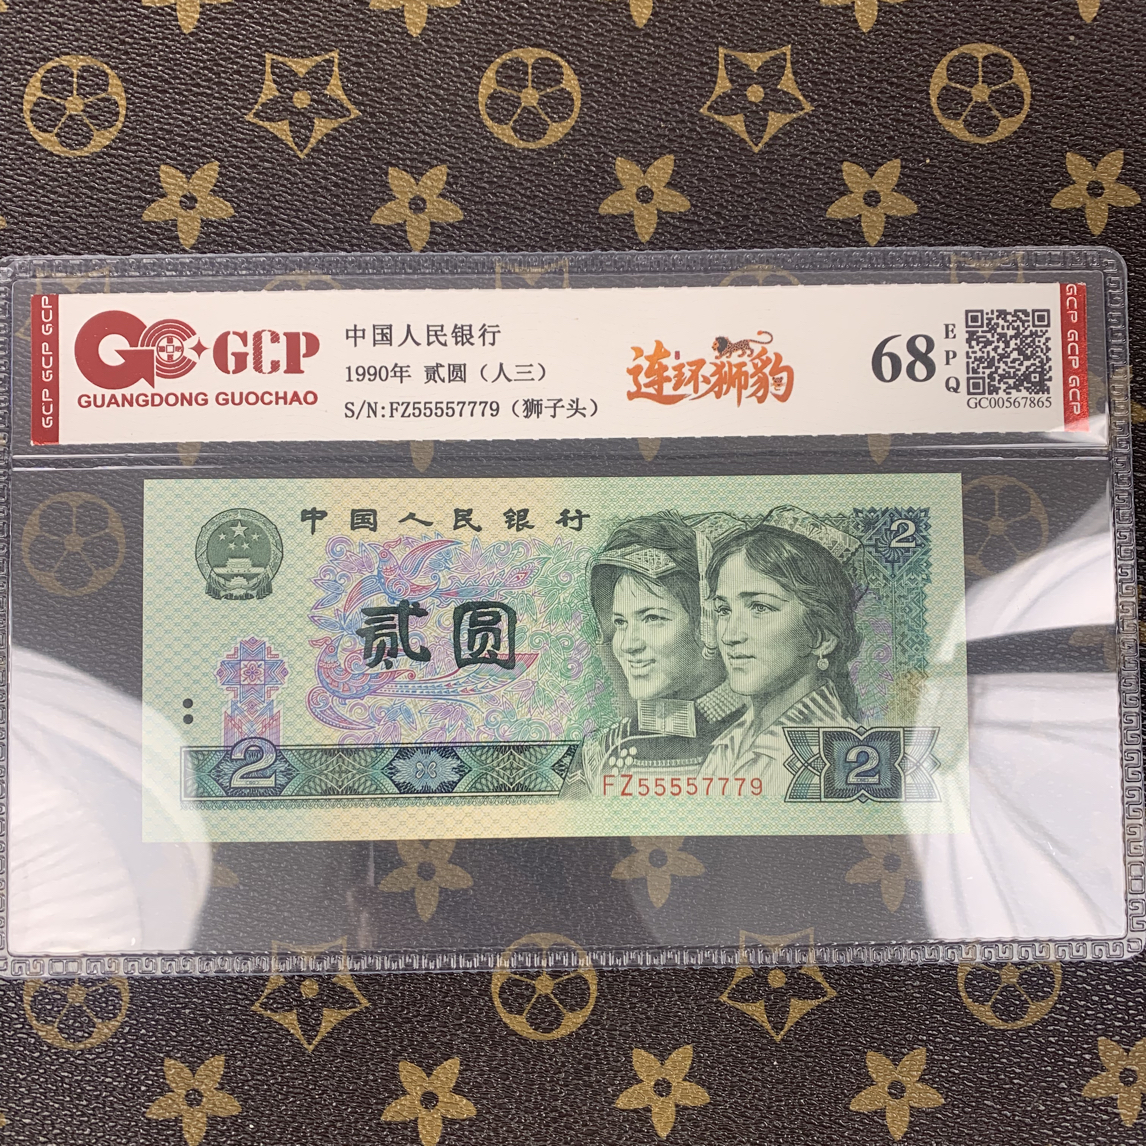 GCP GCP GCP
GCP
GUANGDONG GUOCHAO
中国人民银行
1990年 贰圆（人三）
S/N:FZ55557779（狮子头）
连环狮豹
68
EPQ
GC00567865
GCP GCP GCP
中国人民银行
2
贰圆
2
FZ55557779
2